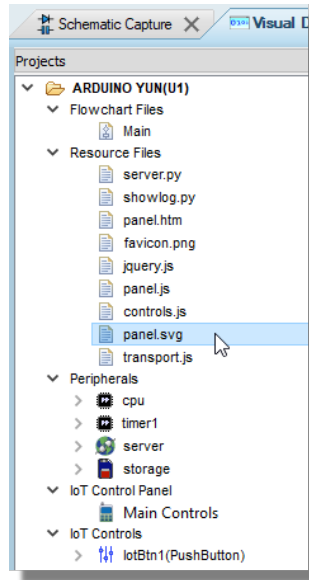 Schematic Capture
Visual D
Projects
ARDUINO YUN(U1)
Flowchart Files
Main
Resource Files
server.py
showlog.py
panel.htm
favicon.png
jquery.js
panel.js
controls.js
panel.svg
transport.js
Peripherals
cpu
timer1
server
storage
IoT Control Panel
Main Controls
IoT Controls
IotBtn1(PushButton)